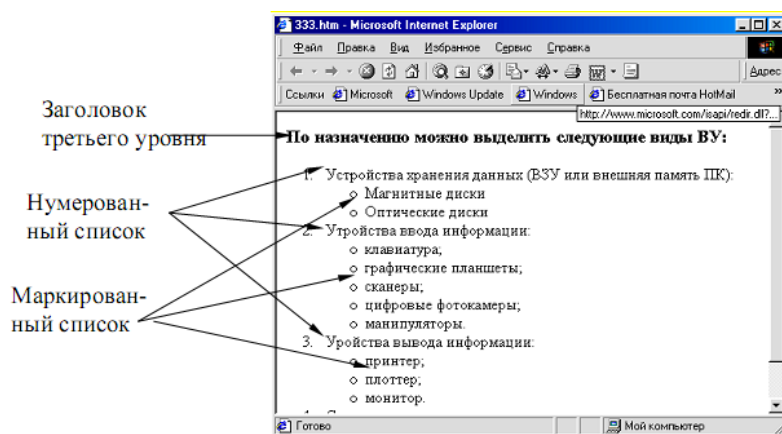 333.htm - Microsoft Internet Explorer
Файл Правка Вид Избранное Сервис Справка
Адрес
Ссылки Microsoft Windows Update Windows Бесплатная почта HotMail »
http://www.microsoft.com/isapi/redir.dll?...
Заголовок
третьего уровня
По назначению можно выделить следующие виды ВУ:
Нумерован-
ный список
Маркирован-
ный список
1. Устройства хранения данных (ВЗУ или внешняя память ПК):
Магнитные диски
Оптические диски
2. Утройства ввода информации:
клавиатура;
графические планшеты;
сканеры;
цифровые фотокамеры;
манипуляторы.
3. Уройства вывода информации:
принтер;
плоттер;
монитор.
Готово
Мой компьютер